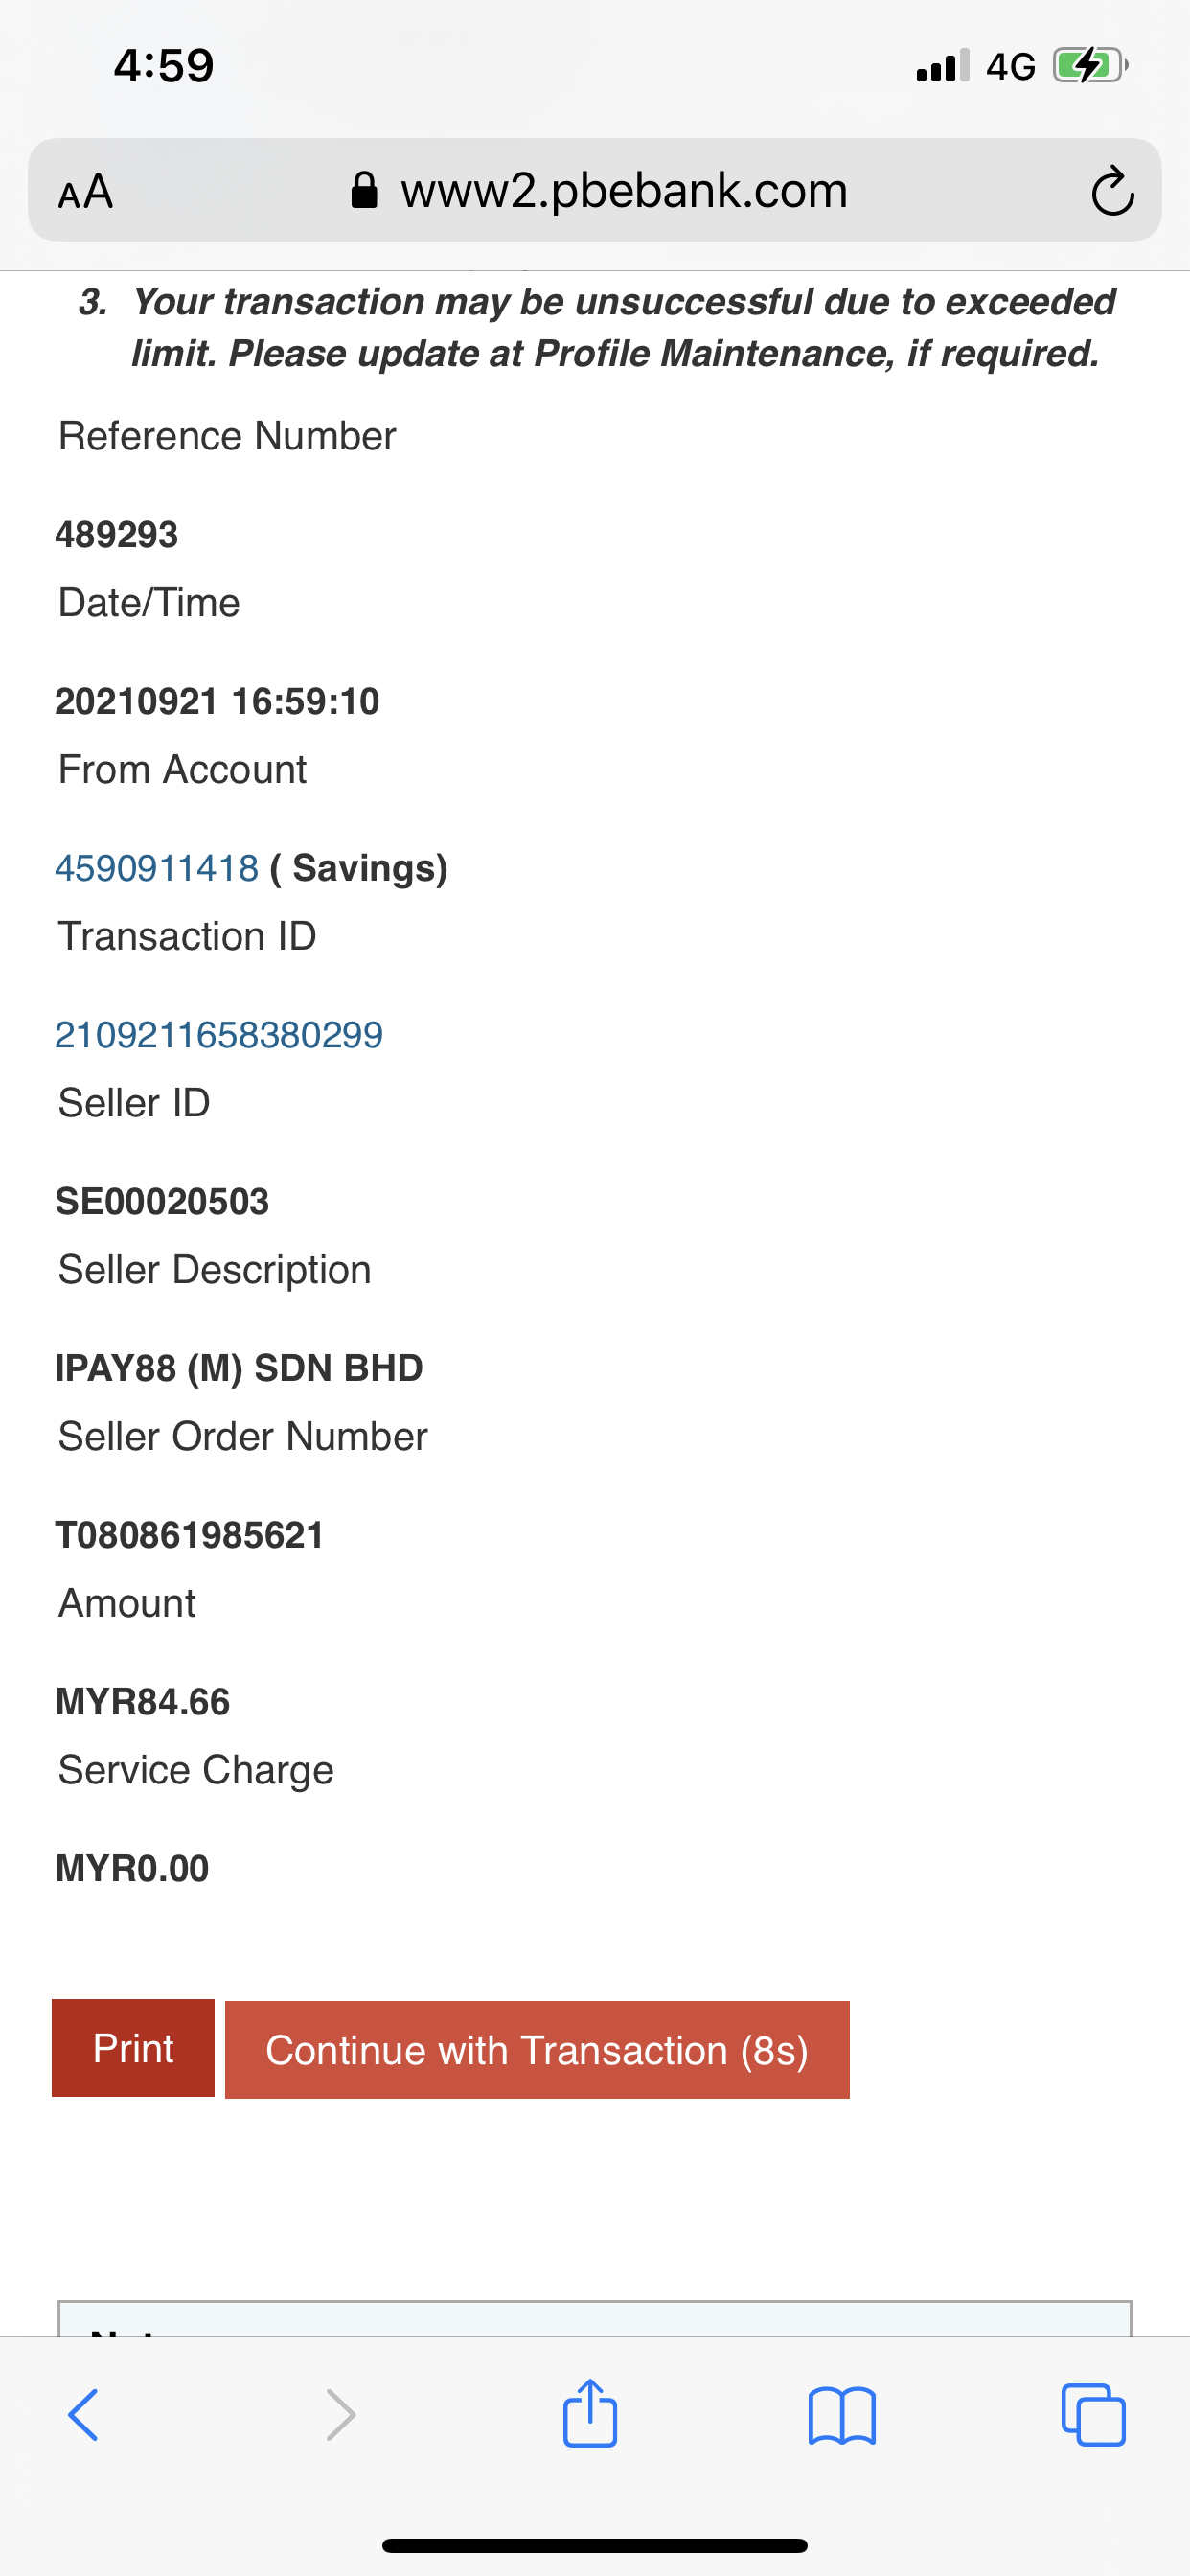 4:59
4G
AA
www2.pbebank.com
3. Your transaction may be unsuccessful due to exceeded
limit. Please update at Profile Maintenance, if required.
Reference Number
489293
Date/Time
20210921 16:59:10
From Account
4590911418 ( Savings)
Transaction ID
2109211658380299
Seller ID
SE00020503
Seller Description
IPAY88 (M) SDN BHD
Seller Order Number
T080861985621
Amount
MYR84.66
Service Charge
MYR0.00
Print
Continue with Transaction (8s)